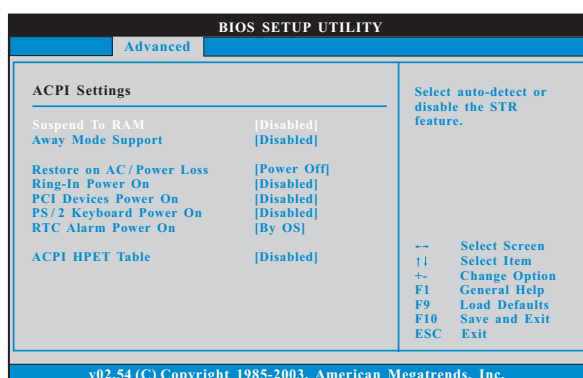 BIOS SETUP UTILITY
Advanced
ACPI Settings
Suspend To RAM [Disabled]
Away Mode Support [Disabled]
Restore on AC/Power Loss [Power Off]
Ring-In Power On [Disabled]
PCI Devices Power On [Disabled]
PS/2 Keyboard Power On [Disabled]
RTC Alarm Power On [By OS]
ACPI HPET Table [Disabled]
Select auto-detect or
disable the STR
feature.
←→ Select Screen
↑↓ Select Item
+- Change Option
F1 General Help
F9 Load Defaults
F10 Save and Exit
ESC Exit
v02.54 (C) Copyright 1985-2003, American Megatrends, Inc.